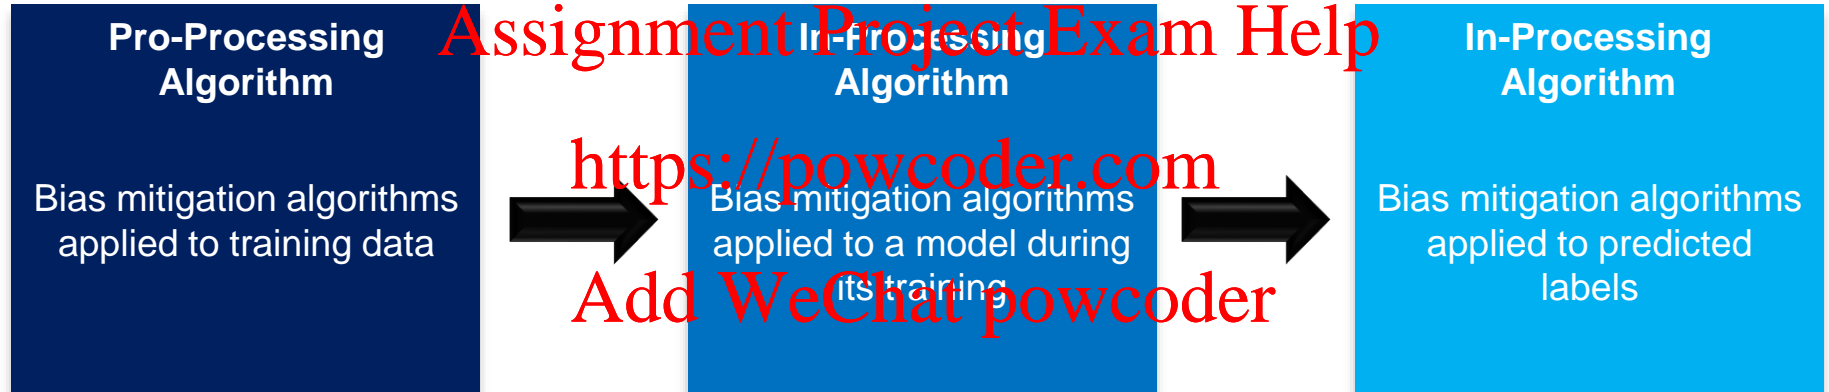 Pro-Processing
Algorithm
Bias mitigation algorithms
applied to training data
In-Processing
Algorithm
Bias mitigation algorithms
applied to a model during
its training
In-Processing
Algorithm
Bias mitigation algorithms
applied to predicted
labels
Assignment Project Exam Help
https://powcoder.com
Add WeChat powcoder